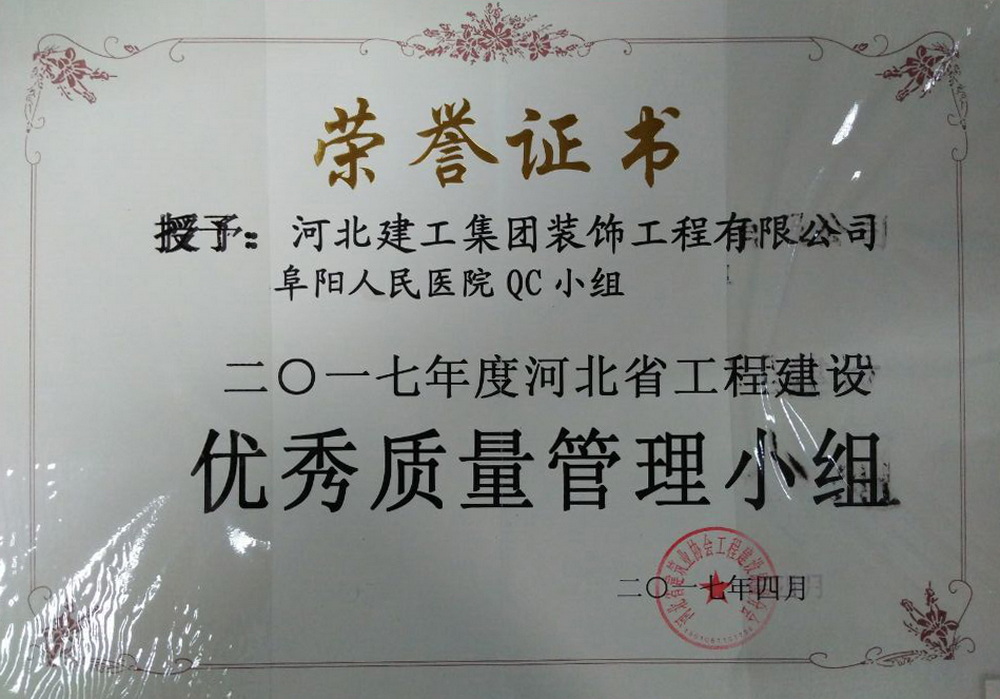 荣誉证书
授予：河北建工集团装饰工程有限公司
阜阳人民医院QC小组
二〇一七年度河北省工程建设
优秀质量管理小组
二〇一七年四月